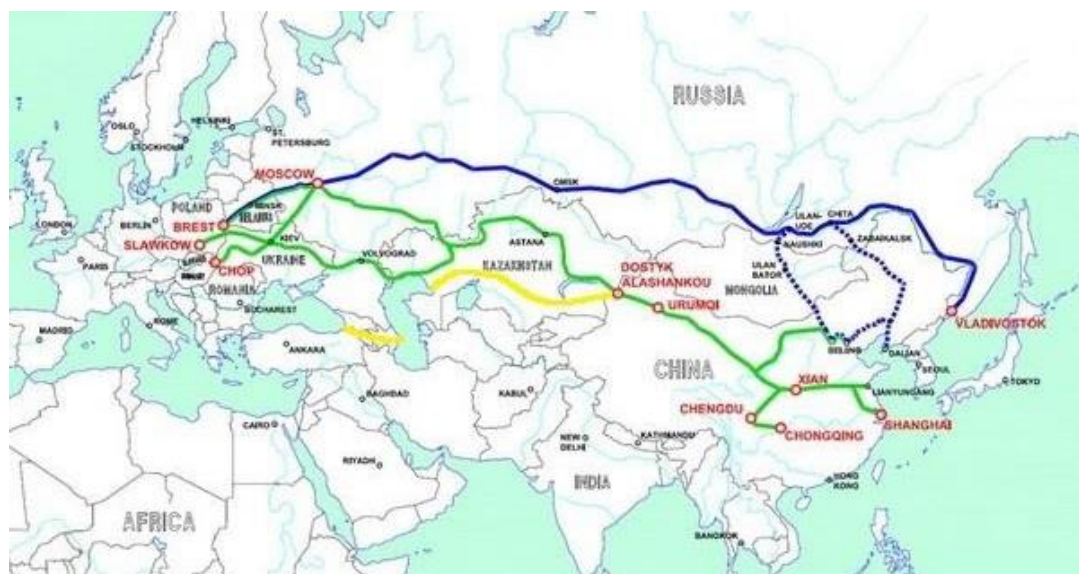 RUSSIA
OSLO
HELSINKI
ST.
PETERSBURG
STOCKHOLM
MOSCOW
OMSK
ULAN-
UDE
CHITA
NAUSHKI
ZABAIKALSK
POLAND
MINSK
BERLIN
LONDON
BREST
SLAWKOW
KIEV
ASTANA
ULAN
BATOR
UKRAINE
VOLVOGRAD
KAZAKHSTAN
DOSTYK
ALASHANKOU
MONGOLIA
PARIS
CHOP
ROMANIA
BUCHAREST
URUMQI
VLADIVOSTOK
ROME
MADRID
ANKARA
BEIJING
DALIAN
SEOUL
TOKYO
CHINA
XIAN
LIANYUNGANG
KABUL
BAGHDAD
CHENGDU
CHONGQING
SHANGHAI
CAIRO
NEW
DELHI
KATHMANDU
RIYADH
INDIA
HONG
KONG
AFRICA
BANGKOK